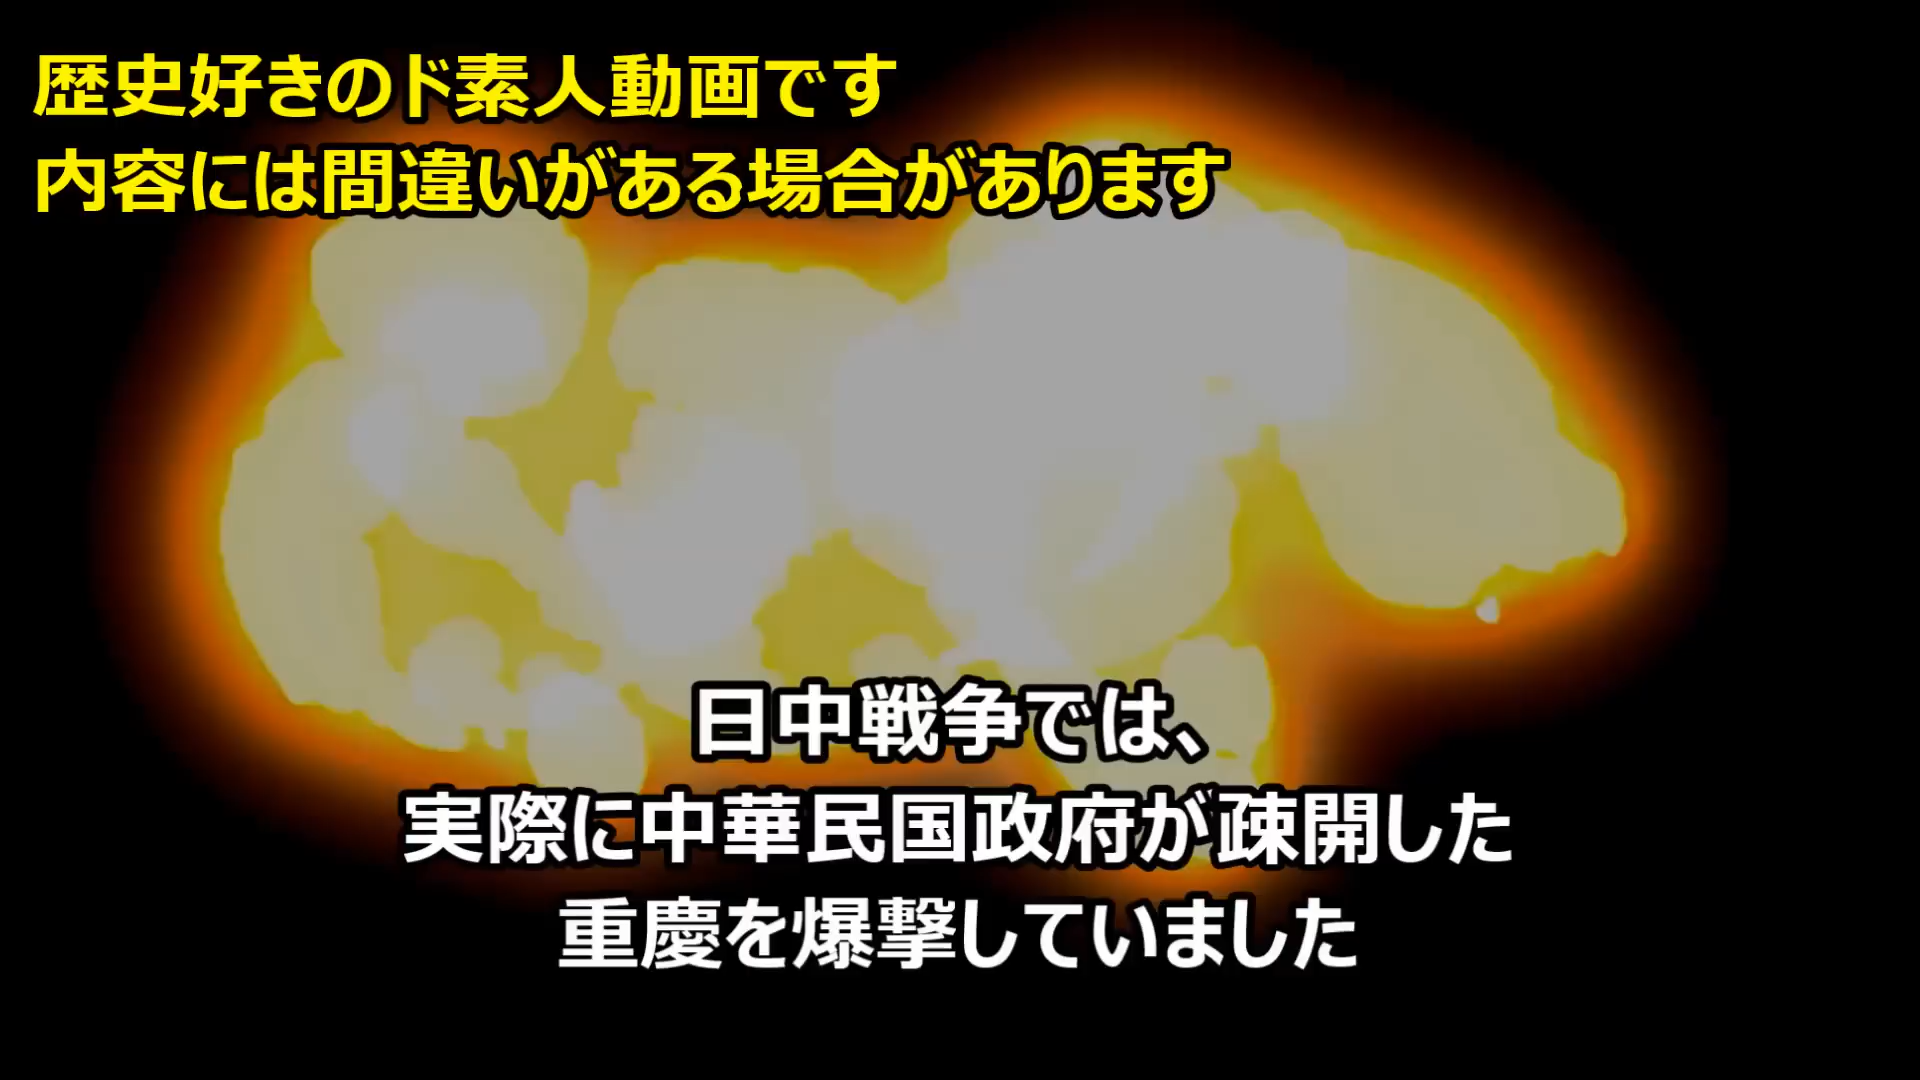 歴史好きのド素人動画です
内容には間違いがある場合があります
日中戦争では、
実際に中華民国政府が疎開した
重慶を爆撃していました